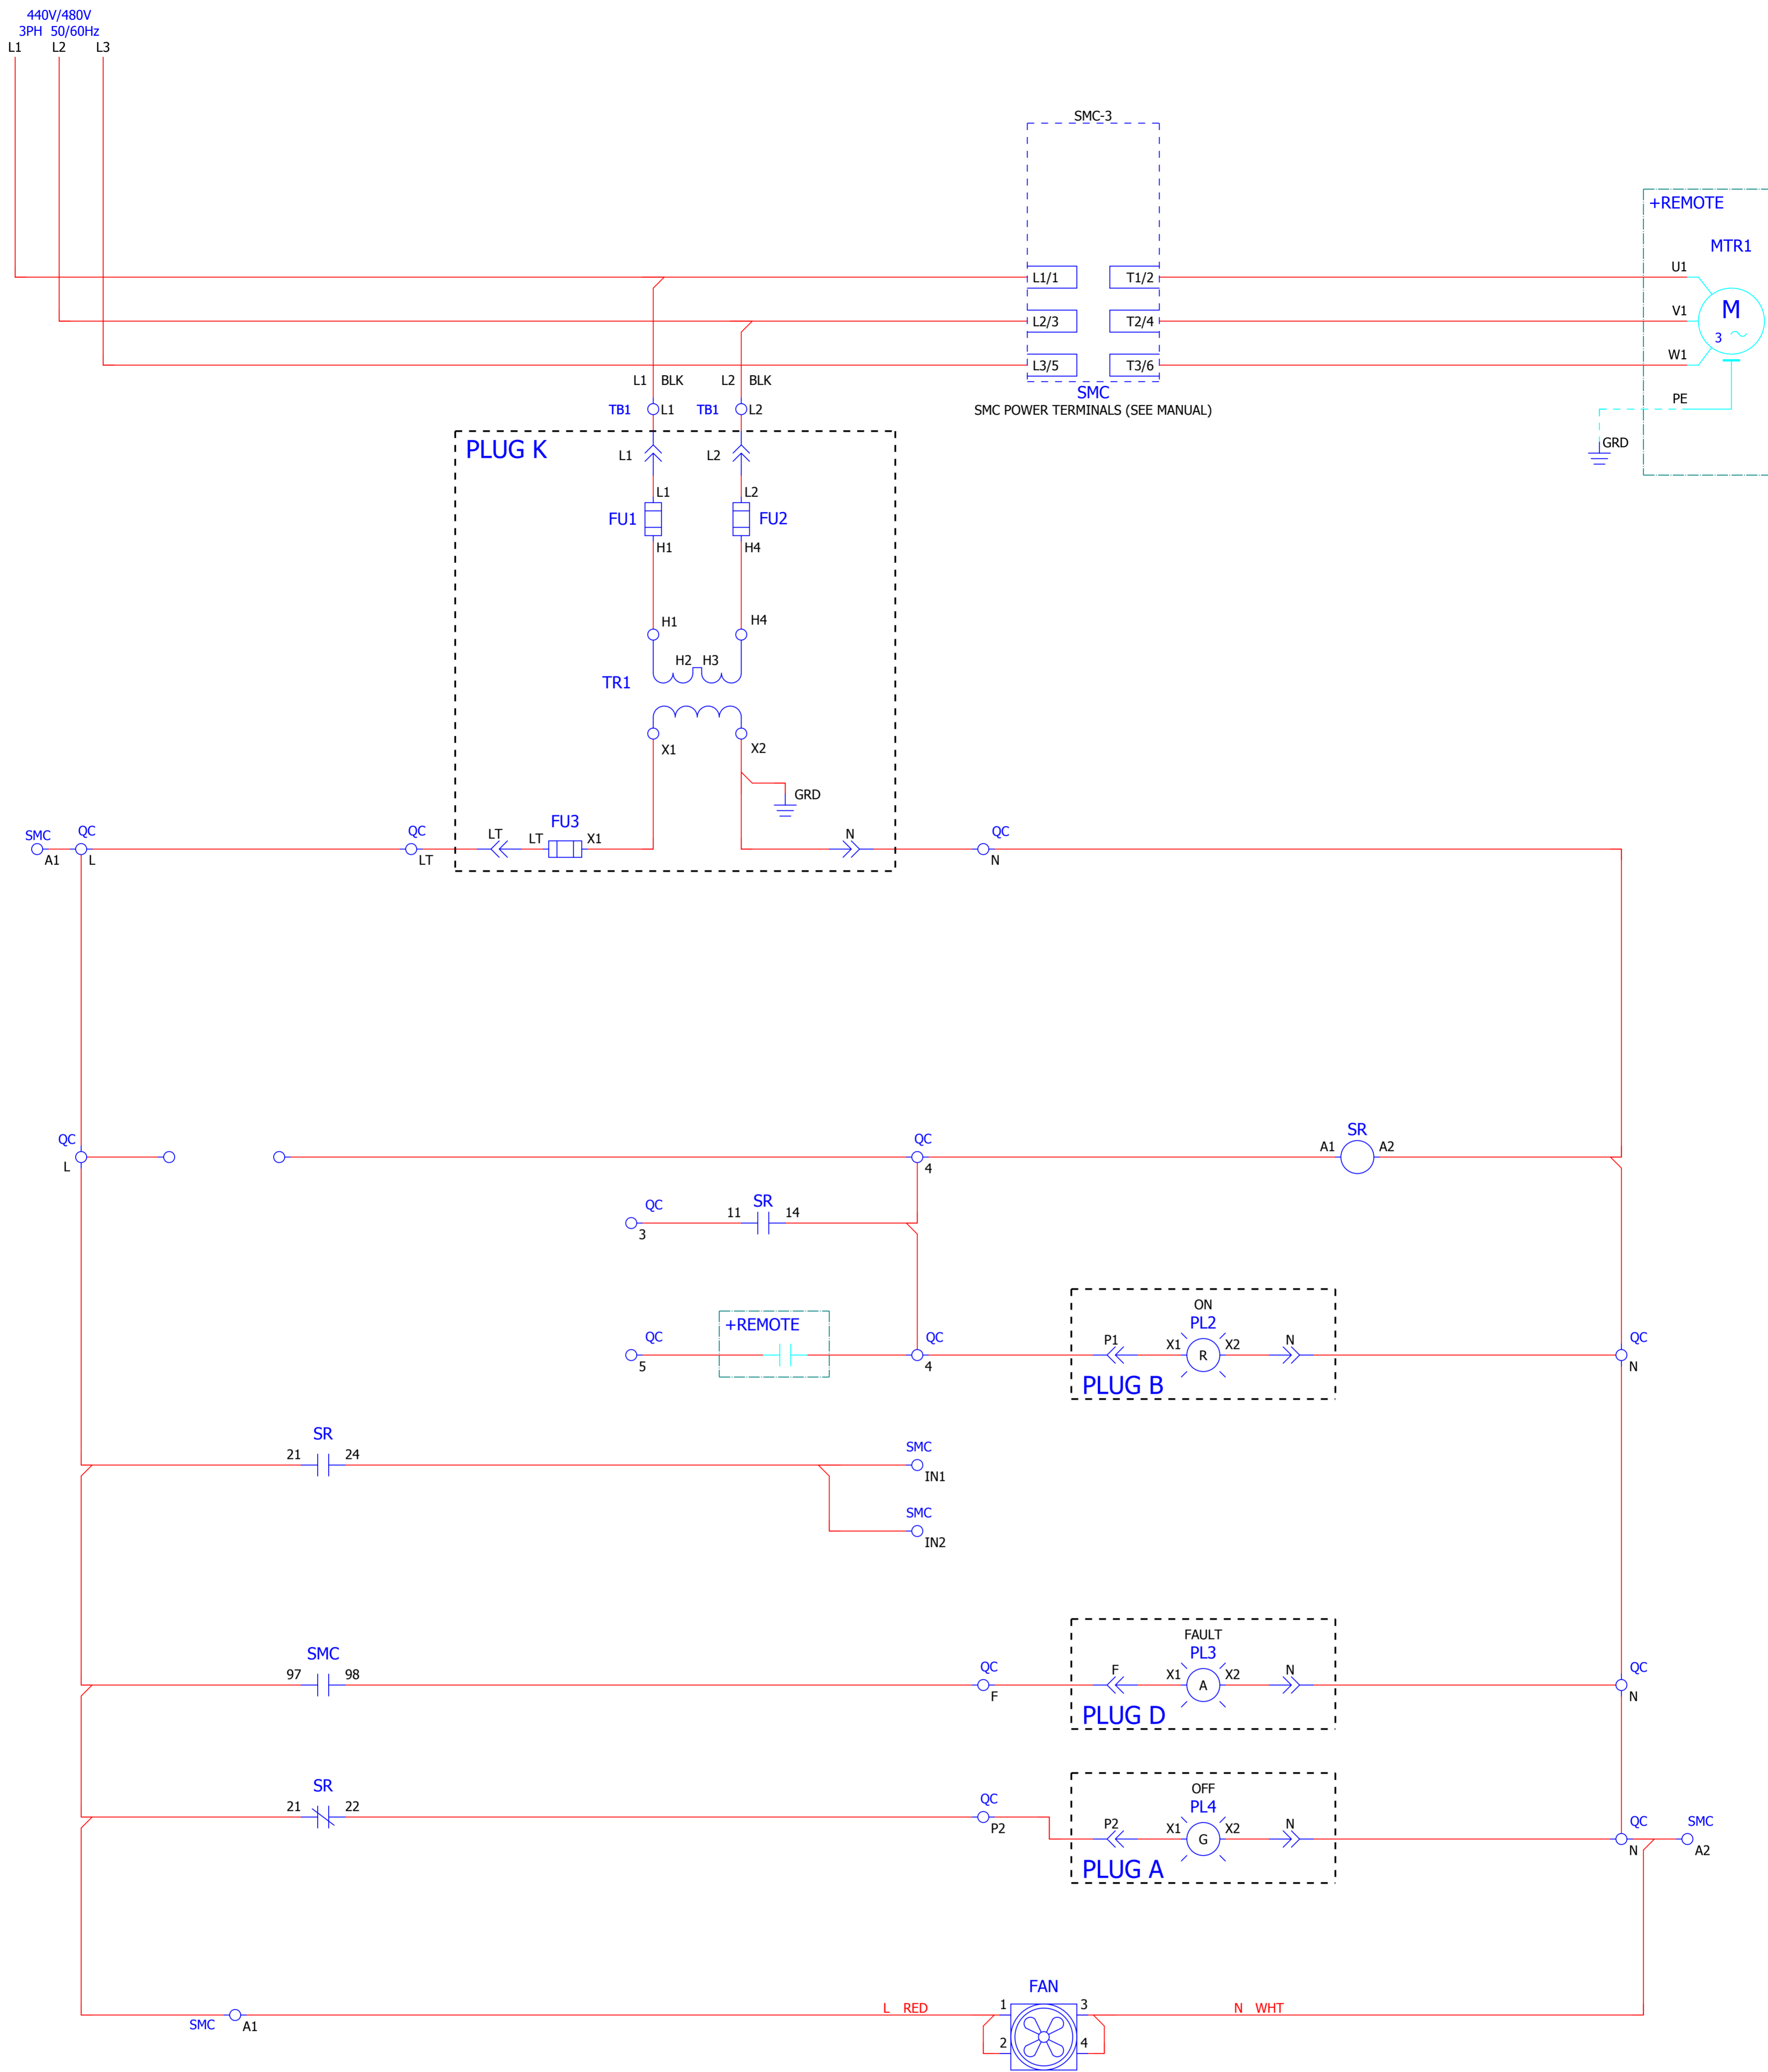 440V/480V
3PH 50/60Hz
L1 L2 L3
SMC-3
+REMOTE
MTR1
U1
L1/1 T1/2
M
3
V1
L2/3 T2/4
W1
L3/5 T3/6
L1 BLK L2 BLK
SMC
SMC POWER TERMINALS (SEE MANUAL)
PE
TB1 L1 TB1 L2
GRD
PLUG K
L1 L2
L1 L2
FU1 FU2
H1 H4
H1 H4
H2 H3
TR1
X1 X2
GRD
FU3
SMC QC QC LT LT X1 N QC
A1 L LT N
QC QC SR
A1 A2
L 4
QC SR
11 14
3
ON
+REMOTE PL2
QC QC P1 X1 X2 N QC
R
5 4 N
PLUG B
SR SMC
21 24
IN1
SMC
IN2
FAULT
SMC PL3
97 98 QC F X1 X2 N QC
A
F N
PLUG D
SR OFF
PL4
21 22 QC P2 X1 X2 N QC SMC
P2 G N A2
PLUG A
FAN
L RED 1 3 N WHT
SMC A1
2 4